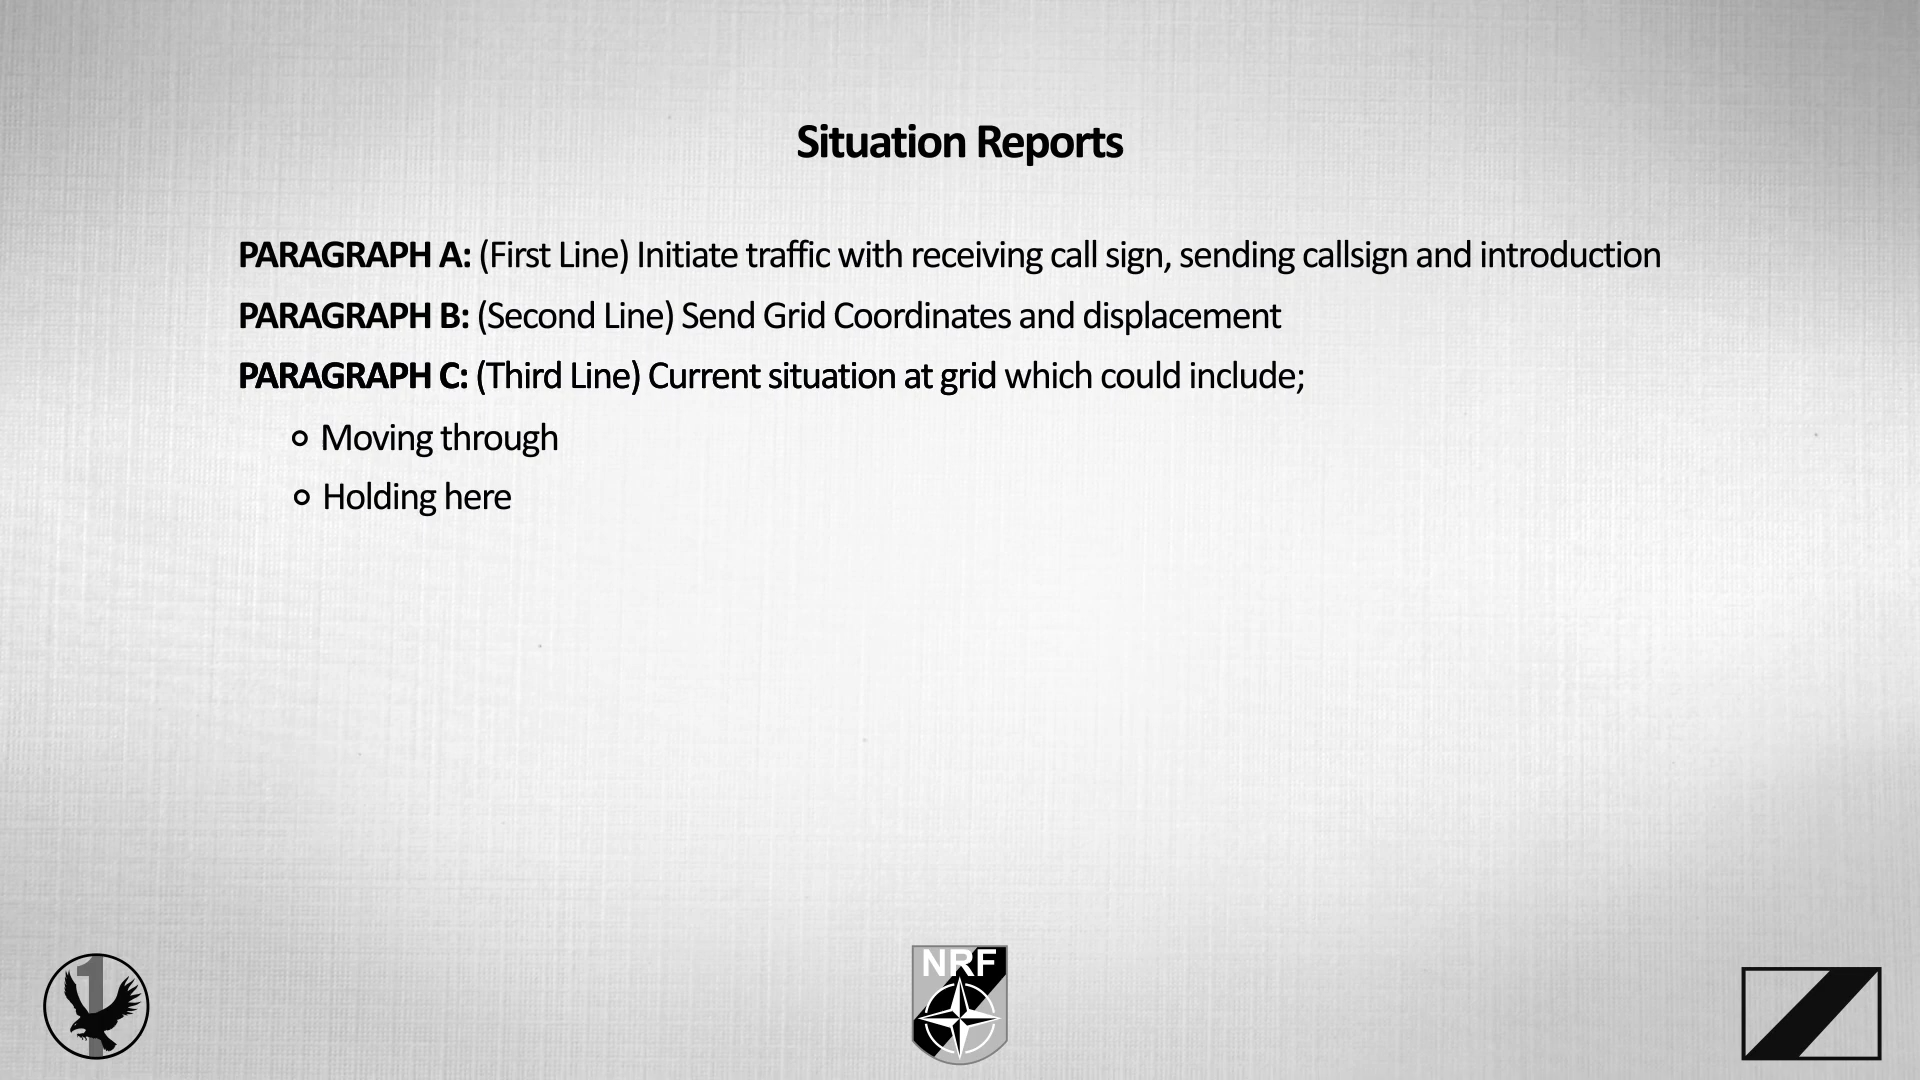 Situation Reports
PARAGRAPH A: (First Line) Initiate traffic with receiving call sign, sending callsign and introduction
PARAGRAPH B: (Second Line) Send Grid Coordinates and displacement
PARAGRAPH C: (Third Line) Current situation at grid which could include;
Moving through
Holding here
1
NRF